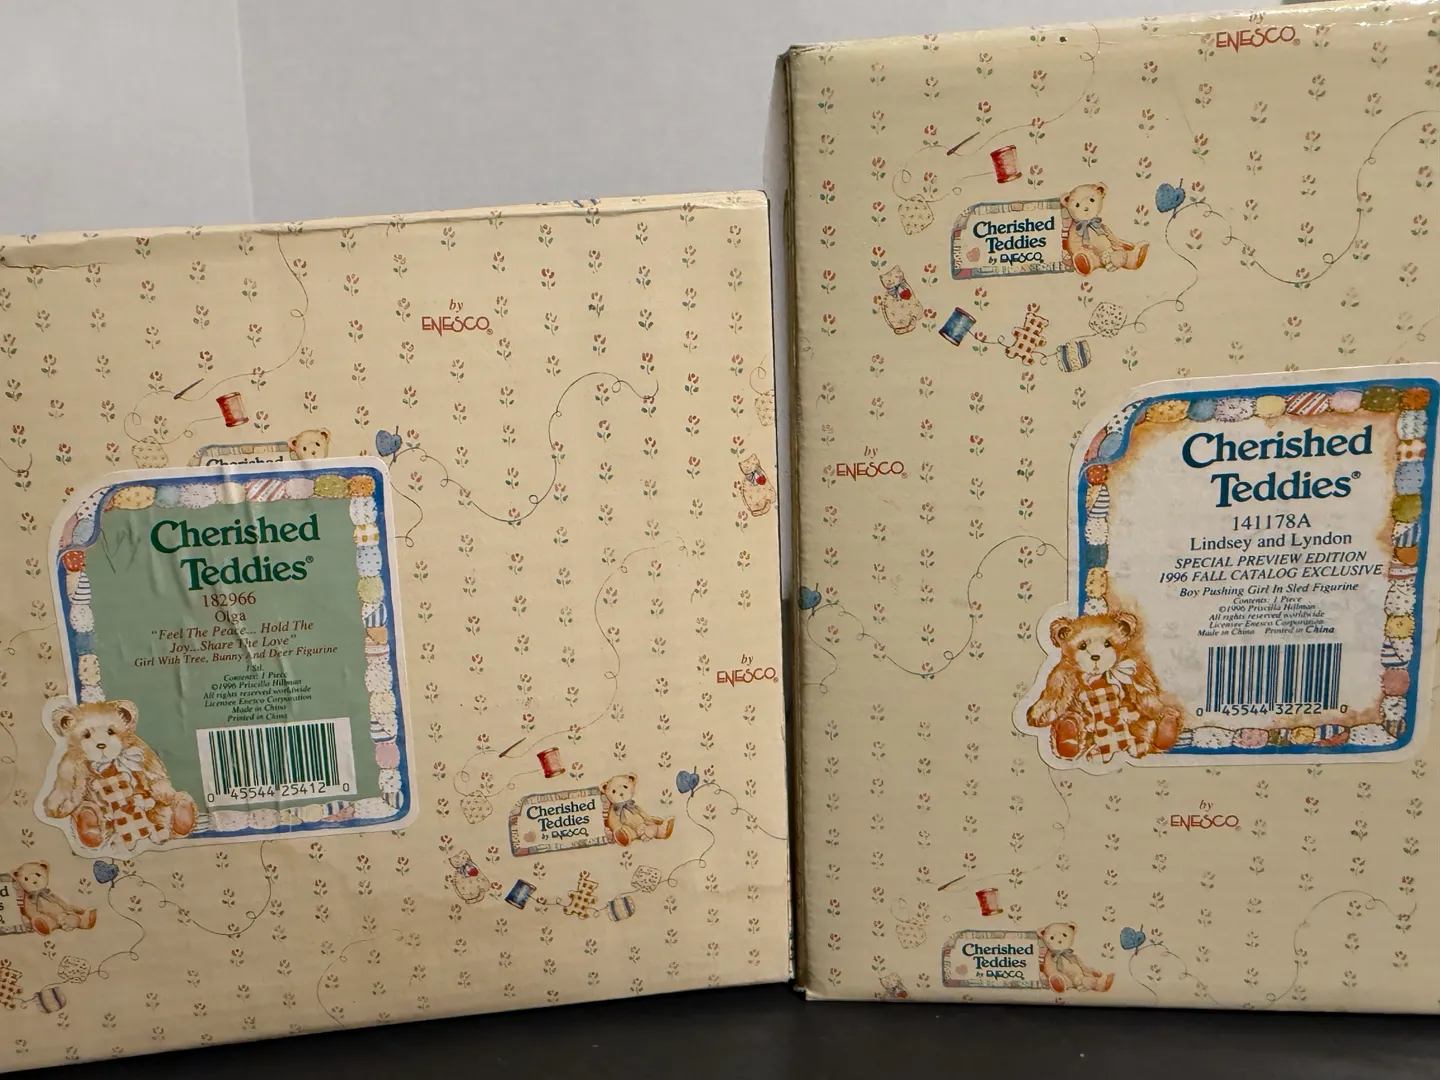 by
ENESCO®
Cherished
Cherished
Teddies®
182966
Olga
"Feel The Peace... Hold The
Joy...Share The Love"
Girl With Tree, Bunny And Deer Figurine
1 Set.
Contents: 1 Piece
©1996 Priscilla Hillman
All rights reserved worldwide
Licensee Enesco Corporation
Made in China
Printed in China
0 45544 25412 0
by
ENESCO®
Cherished
Teddies
by ENESCO
d
s
by
ENESCO®
Cherished
Teddies
by ENESCO
by
ENESCO®
Cherished
Teddies®
141178A
Lindsey and Lyndon
SPECIAL PREVIEW EDITION
1996 FALL CATALOG EXCLUSIVE
Boy Pushing Girl In Sled Figurine
Contents: 1 Piece
©1996 Priscilla Hillman
All rights reserved worldwide
Licensee Enesco Corporation
Made in China Printed in China
0 45544 32722 0
by
ENESCO®
Cherished
Teddies
by ENESCO